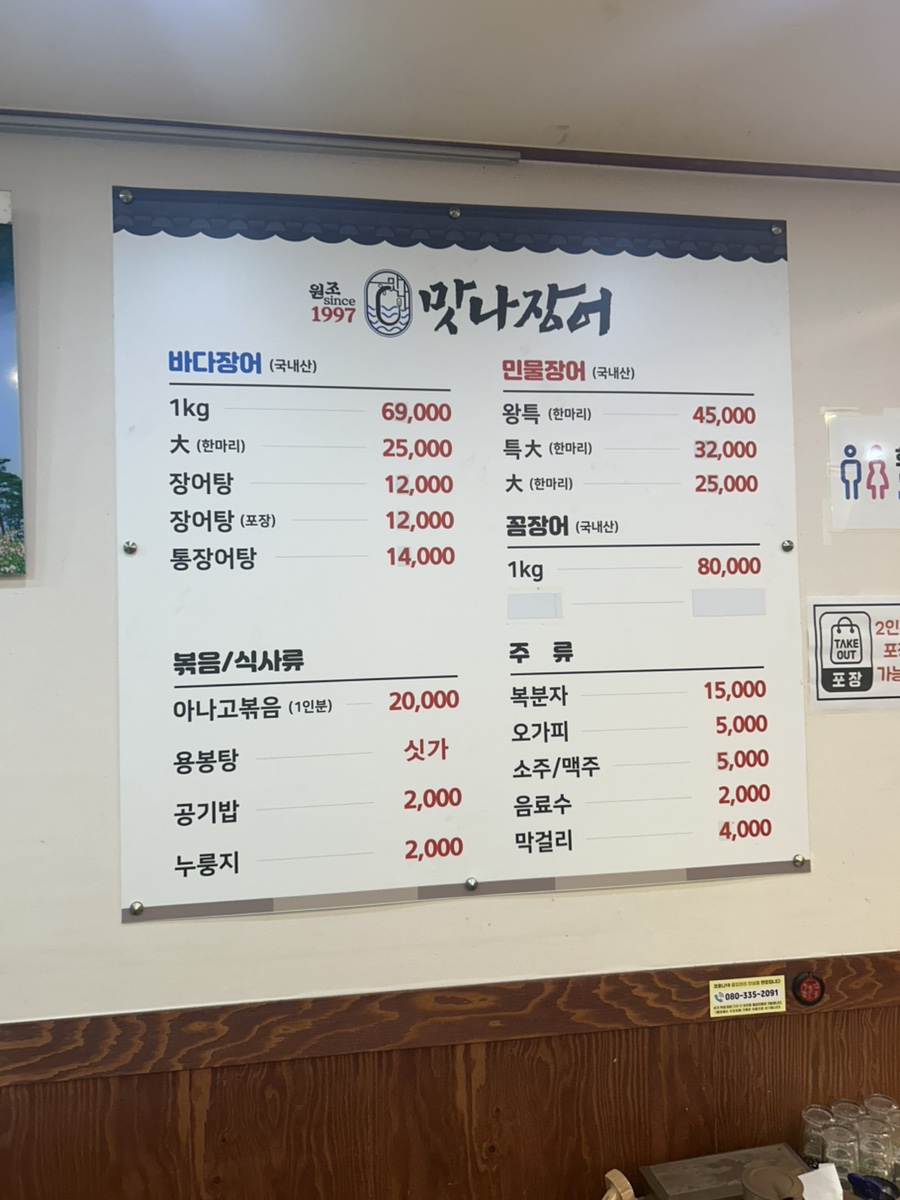 원조
since
1997
맛나장어
바다장어 (국내산)
1kg 69,000
大 (한마리) 25,000
장어탕 12,000
장어탕 (포장) 12,000
통장어탕 14,000
민물장어 (국내산)
왕특 (한마리) 45,000
특大 (한마리) 32,000
大 (한마리) 25,000
꼼장어 (국내산)
1kg 80,000
볶음/식사류
아나고볶음 (1인분) 20,000
용봉탕 싯가
공기밥 2,000
누룽지 2,000
주 류
복분자 15,000
오가피 5,000
소주/맥주 5,000
음료수 2,000
막걸리 4,000
TAKE
OUT
포장
2인
포장
가능
080-335-2091